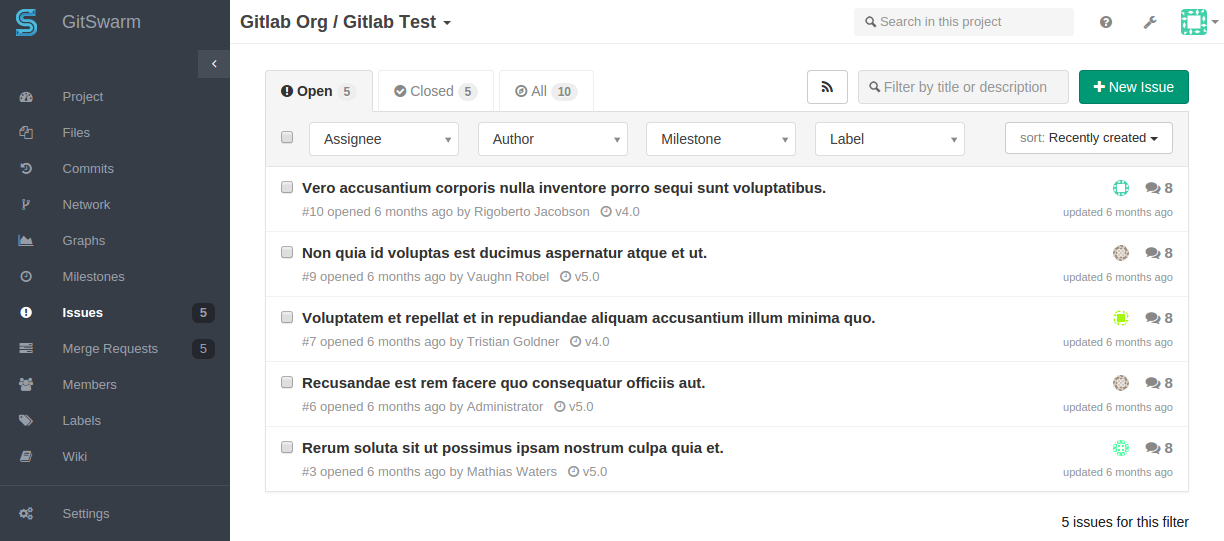 GitSwarm
Gitlab Org / Gitlab Test
Search in this project
Project
Files
Commits
Network
Graphs
Milestones
Issues 5
Merge Requests 5
Members
Labels
Wiki
Settings
Open 5
Closed 5
All 10
Filter by title or description
New Issue
Assignee
Author
Milestone
Label
sort: Recently created
Vero accusantium corporis nulla inventore porro sequi sunt voluptatibus.
8
#10 opened 6 months ago by Rigoberto Jacobson v4.0
updated 6 months ago
Non quia id voluptas est ducimus aspernatur atque et ut.
8
#9 opened 6 months ago by Vaughn Robel v5.0
updated 6 months ago
Voluptatem et repellat et in repudiandae aliquam accusantium illum minima quo.
8
#7 opened 6 months ago by Tristian Goldner v4.0
updated 6 months ago
Recusandae est rem facere quo consequatur officiis aut.
8
#6 opened 6 months ago by Administrator v5.0
updated 6 months ago
Rerum soluta sit ut possimus ipsam nostrum culpa quia et.
8
#3 opened 6 months ago by Mathias Waters v5.0
updated 6 months ago
5 issues for this filter